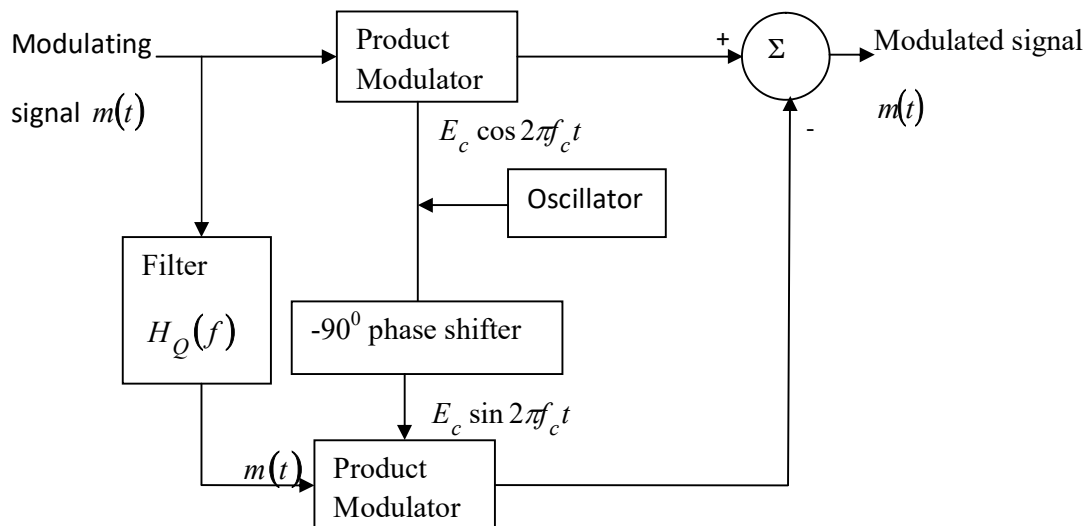 Modulating
signal m(t)
Product
Modulator
+
Σ
Modulated signal
m(t)
-
E_c cos 2πf_c t
Oscillator
Filter
H_Q(f)
-90⁰ phase shifter
E_c sin 2πf_c t
m(t)
Product
Modulator